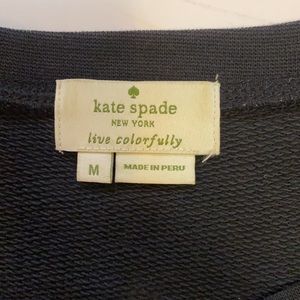 kate spade
NEW YORK
live colorfully
M
MADE IN PERU